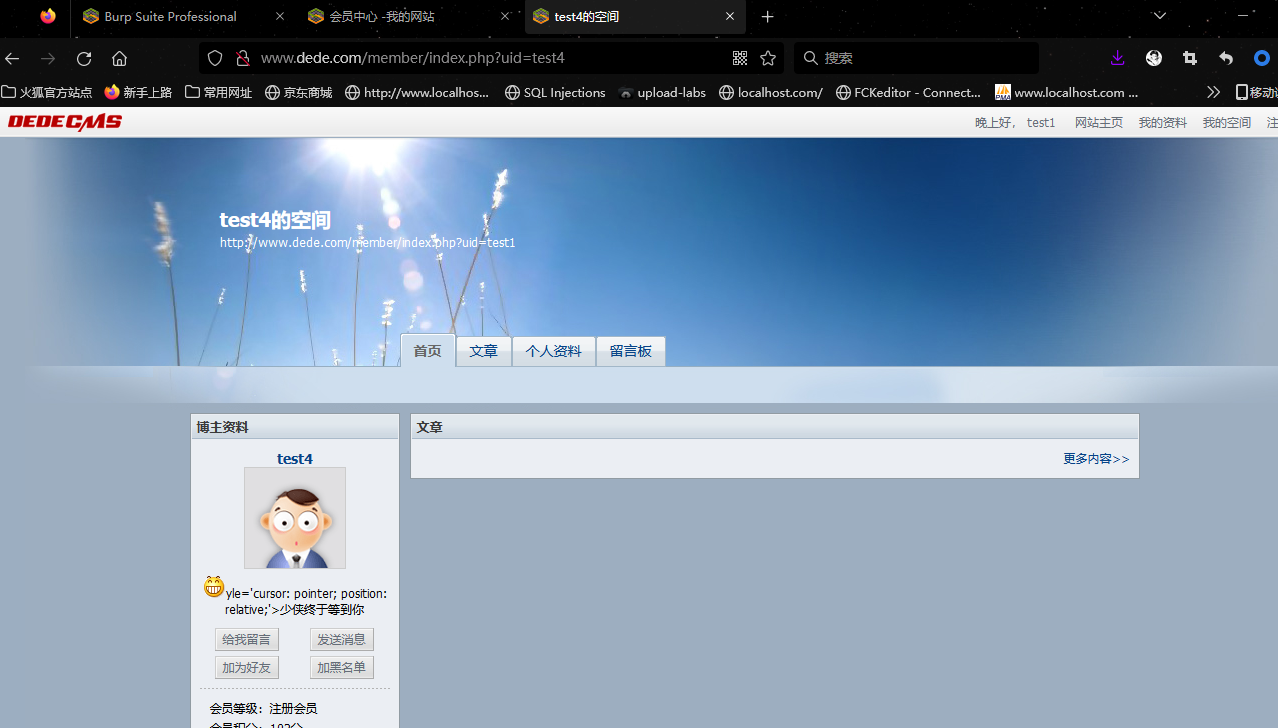 Burp Suite Professional
会员中心 -我的网站
test4的空间
www.dede.com/member/index.php?uid=test4
搜索
火狐官方站点
新手上路
常用网址
京东商城
http://www.localhos...
SQL Injections
upload-labs
localhost.com/
FCKeditor - Connect...
www.localhost.com ...
DEDECMS
晚上好， test1
网站主页
我的资料
我的空间
test4的空间
http://www.dede.com/member/index.php?uid=test1
首页
文章
个人资料
留言板
博主资料
文章
test4
更多内容>>
yle='cursor: pointer; position:
relative;'>少侠终于等到你
给我留言
发送消息
加为好友
加黑名单
会员等级：注册会员